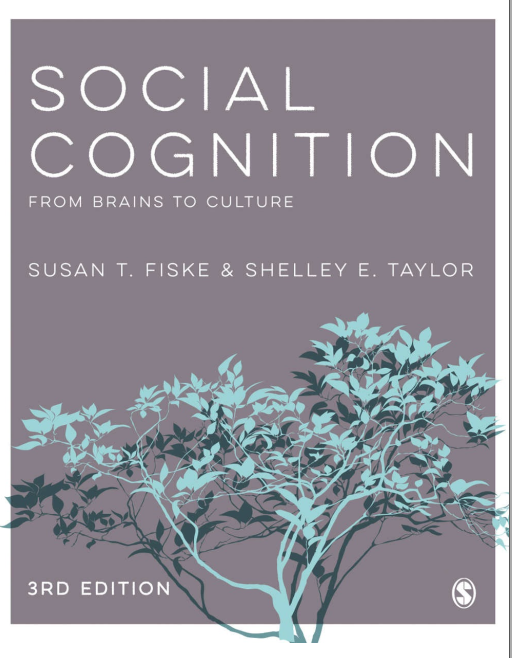 SOCIAL
COGNITION
FROM BRAINS TO CULTURE
SUSAN T. FISKE & SHELLEY E. TAYLOR
3RD EDITION
S